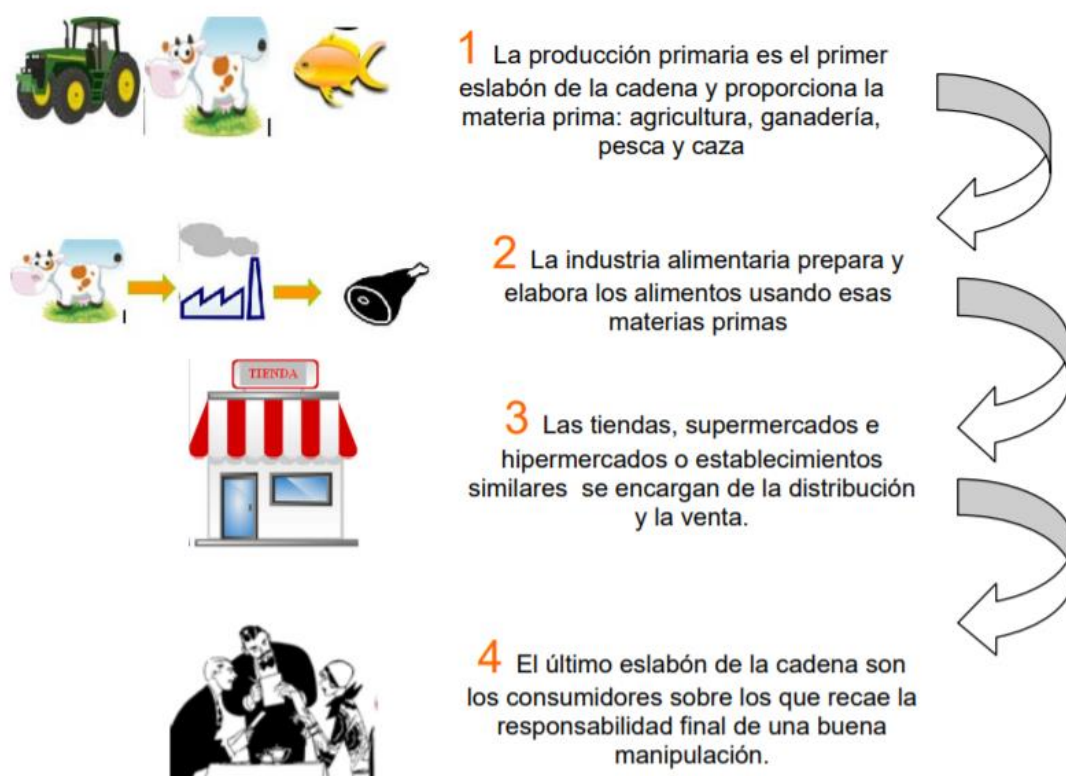 1 La producción primaria es el primer
eslabón de la cadena y proporciona la
materia prima: agricultura, ganadería,
pesca y caza
2 La industria alimentaria prepara y
elabora los alimentos usando esas
materias primas
TIENDA
3 Las tiendas, supermercados e
hipermercados o establecimientos
similares se encargan de la distribución
y la venta.
4 El último eslabón de la cadena son
los consumidores sobre los que recae la
responsabilidad final de una buena
manipulación.